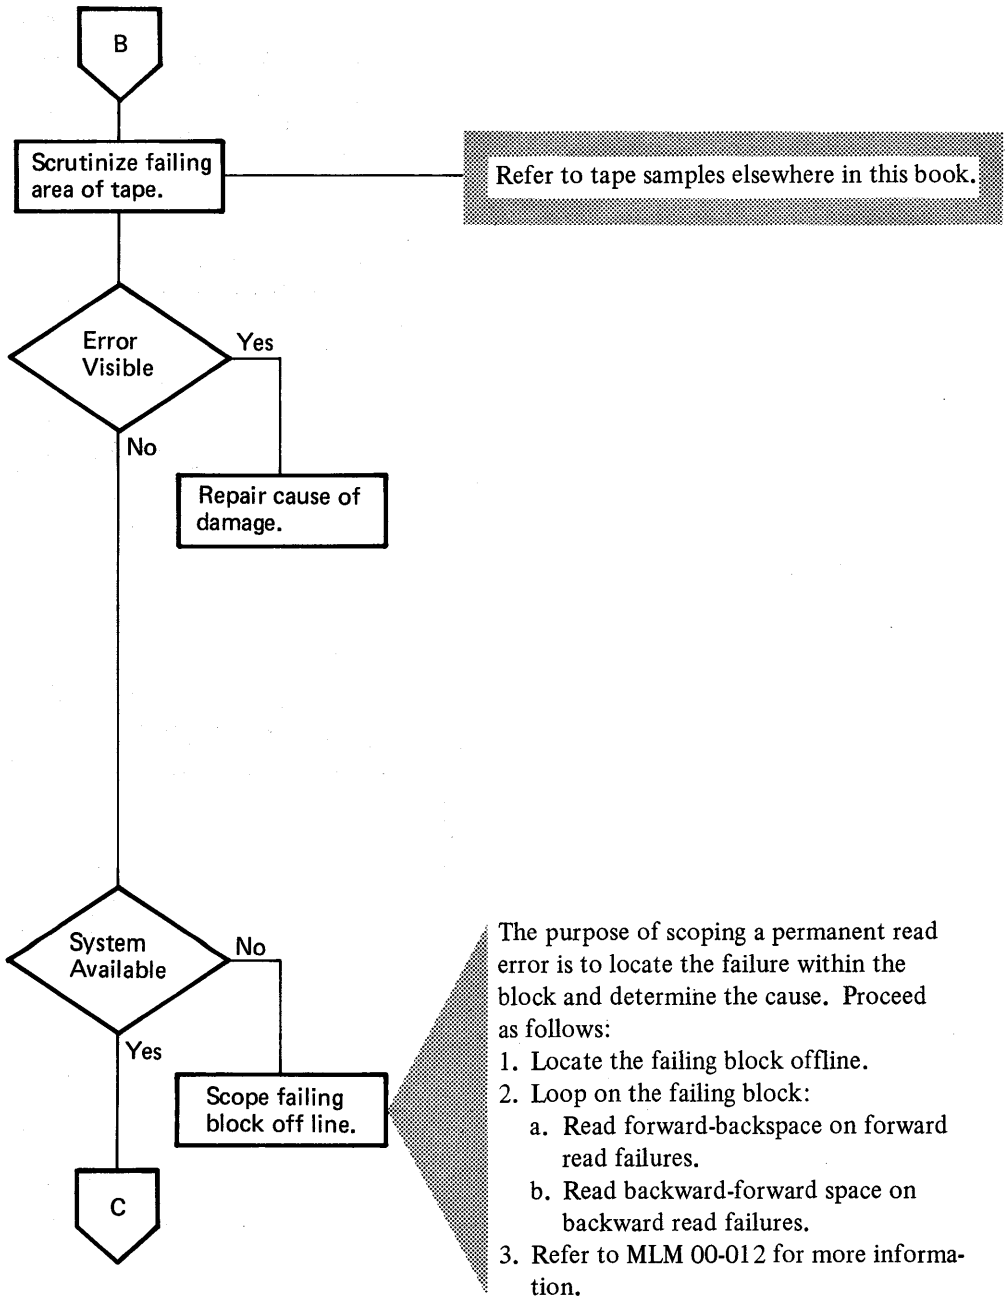 B
Scrutinize failing
area of tape.
Refer to tape samples elsewhere in this book.
Error
Visible
Yes
No
Repair cause of
damage.
System
Available
No
Yes
Scope failing
block off line.
C
The purpose of scoping a permanent read
error is to locate the failure within the
block and determine the cause. Proceed
as follows:
1. Locate the failing block offline.
2. Loop on the failing block:
a. Read forward-backspace on forward
read failures.
b. Read backward-forward space on
backward read failures.
3. Refer to MLM 00-012 for more informa-
tion.